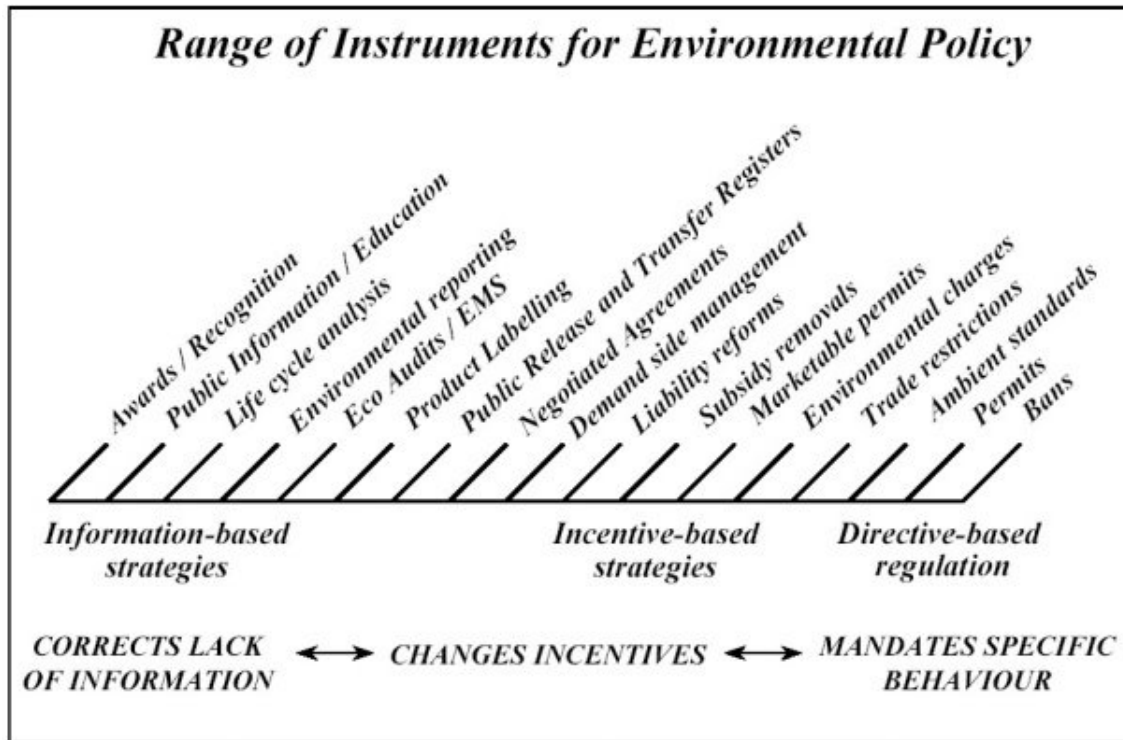 Range of Instruments for Environmental Policy
Awards / Recognition
Public Information / Education
Life cycle analysis
Environmental reporting
Eco Audits / EMS
Product Labelling
Public Release and Transfer Registers
Negotiated Agreements
Demand side management
Liability reforms
Subsidy removals
Marketable permits
Environmental charges
Trade restrictions
Ambient standards
Permits
Bans
Information-based
strategies
Incentive-based
strategies
Directive-based
regulation
CORRECTS LACK
OF INFORMATION
CHANGES INCENTIVES
MANDATES SPECIFIC
BEHAVIOUR